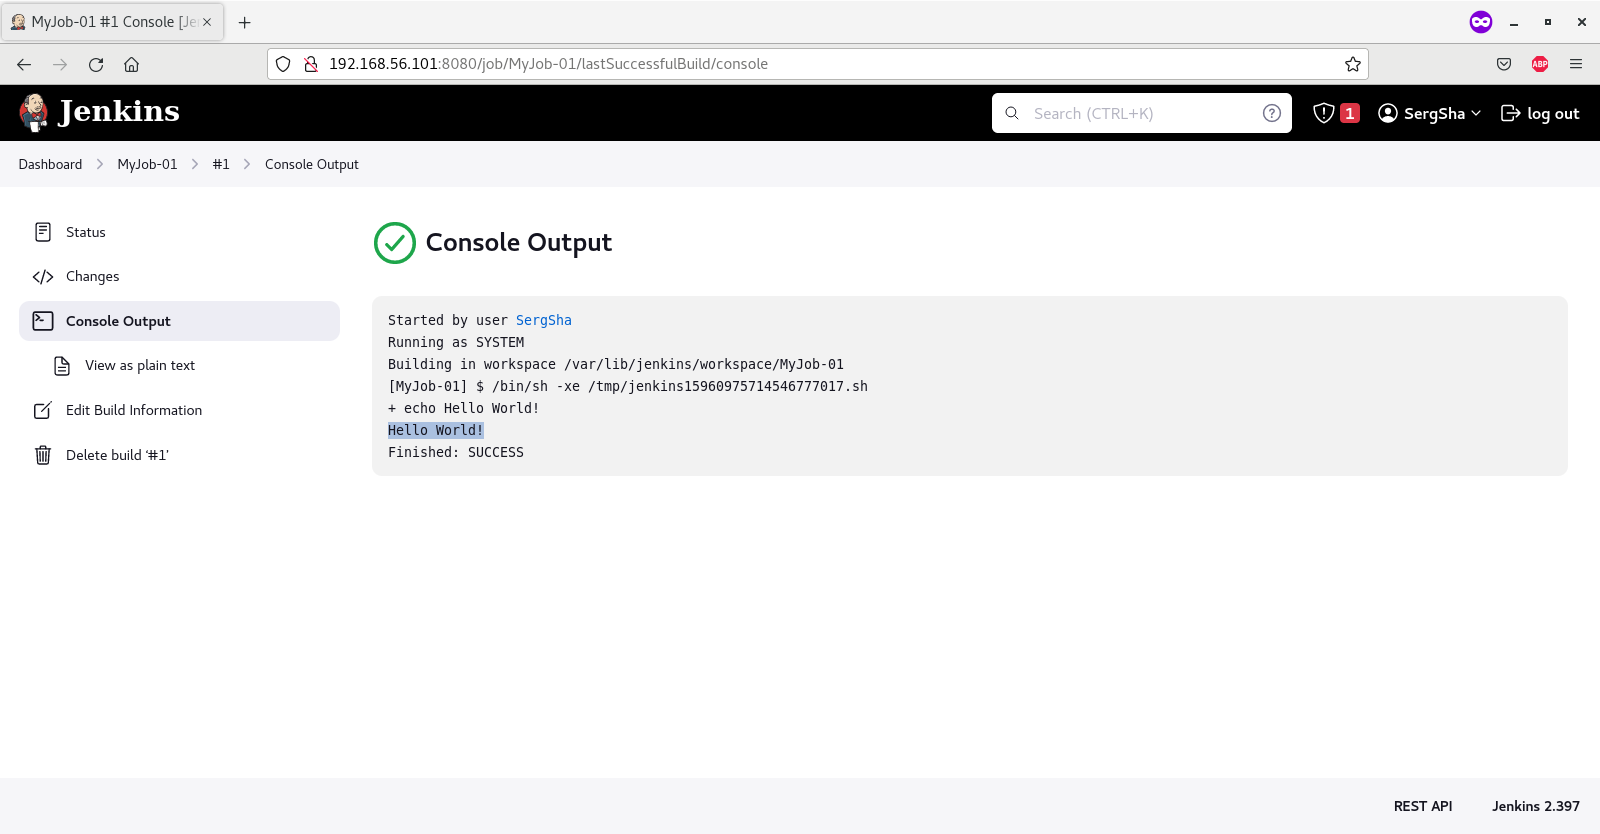 MyJob-01 #1 Console [Je
192.168.56.101:8080/job/MyJob-01/lastSuccessfulBuild/console
ABP
Jenkins
Search (CTRL+K)
1
SergSha
log out
Dashboard
MyJob-01
#1
Console Output
Status
Changes
Console Output
View as plain text
Edit Build Information
Delete build ‘#1’
Console Output
Started by user SergSha
Running as SYSTEM
Building in workspace /var/lib/jenkins/workspace/MyJob-01
[MyJob-01] $ /bin/sh -xe /tmp/jenkins15960975714546777017.sh
+ echo Hello World!
Hello World!
Finished: SUCCESS
REST API
Jenkins 2.397